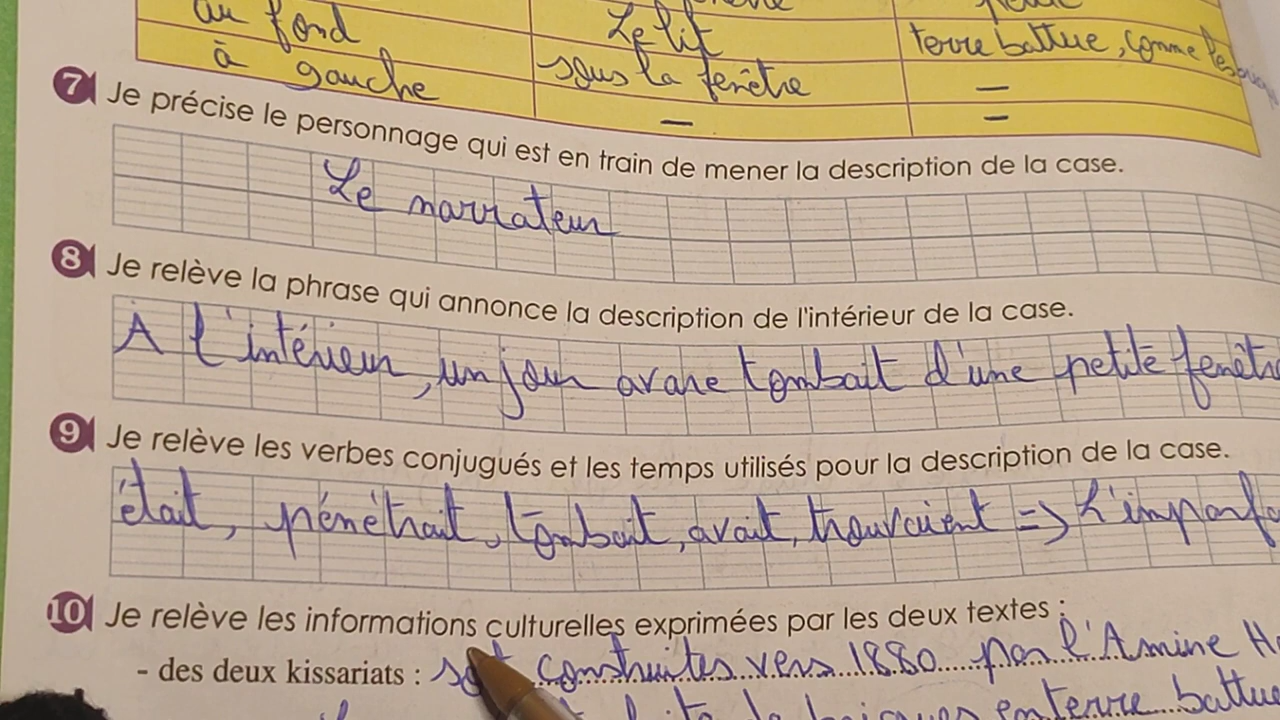 au fond Le lit terre battue, comme les
à gauche sous la fenêtre —
— —
7 Je précise le personnage qui est en train de mener la description de la case.
Le narrateur
8 Je relève la phrase qui annonce la description de l'intérieur de la case.
A l'intérieur, un jour avare tombait d'une petite fenêtr
9 Je relève les verbes conjugués et les temps utilisés pour la description de la case.
était, pénétrait, tombait, avait, trouvaient => L'imparfa
10 Je relève les informations culturelles exprimées par les deux textes :
- des deux kissariats : sont construites vers 1880 par l'Amine H
briques en terre battue